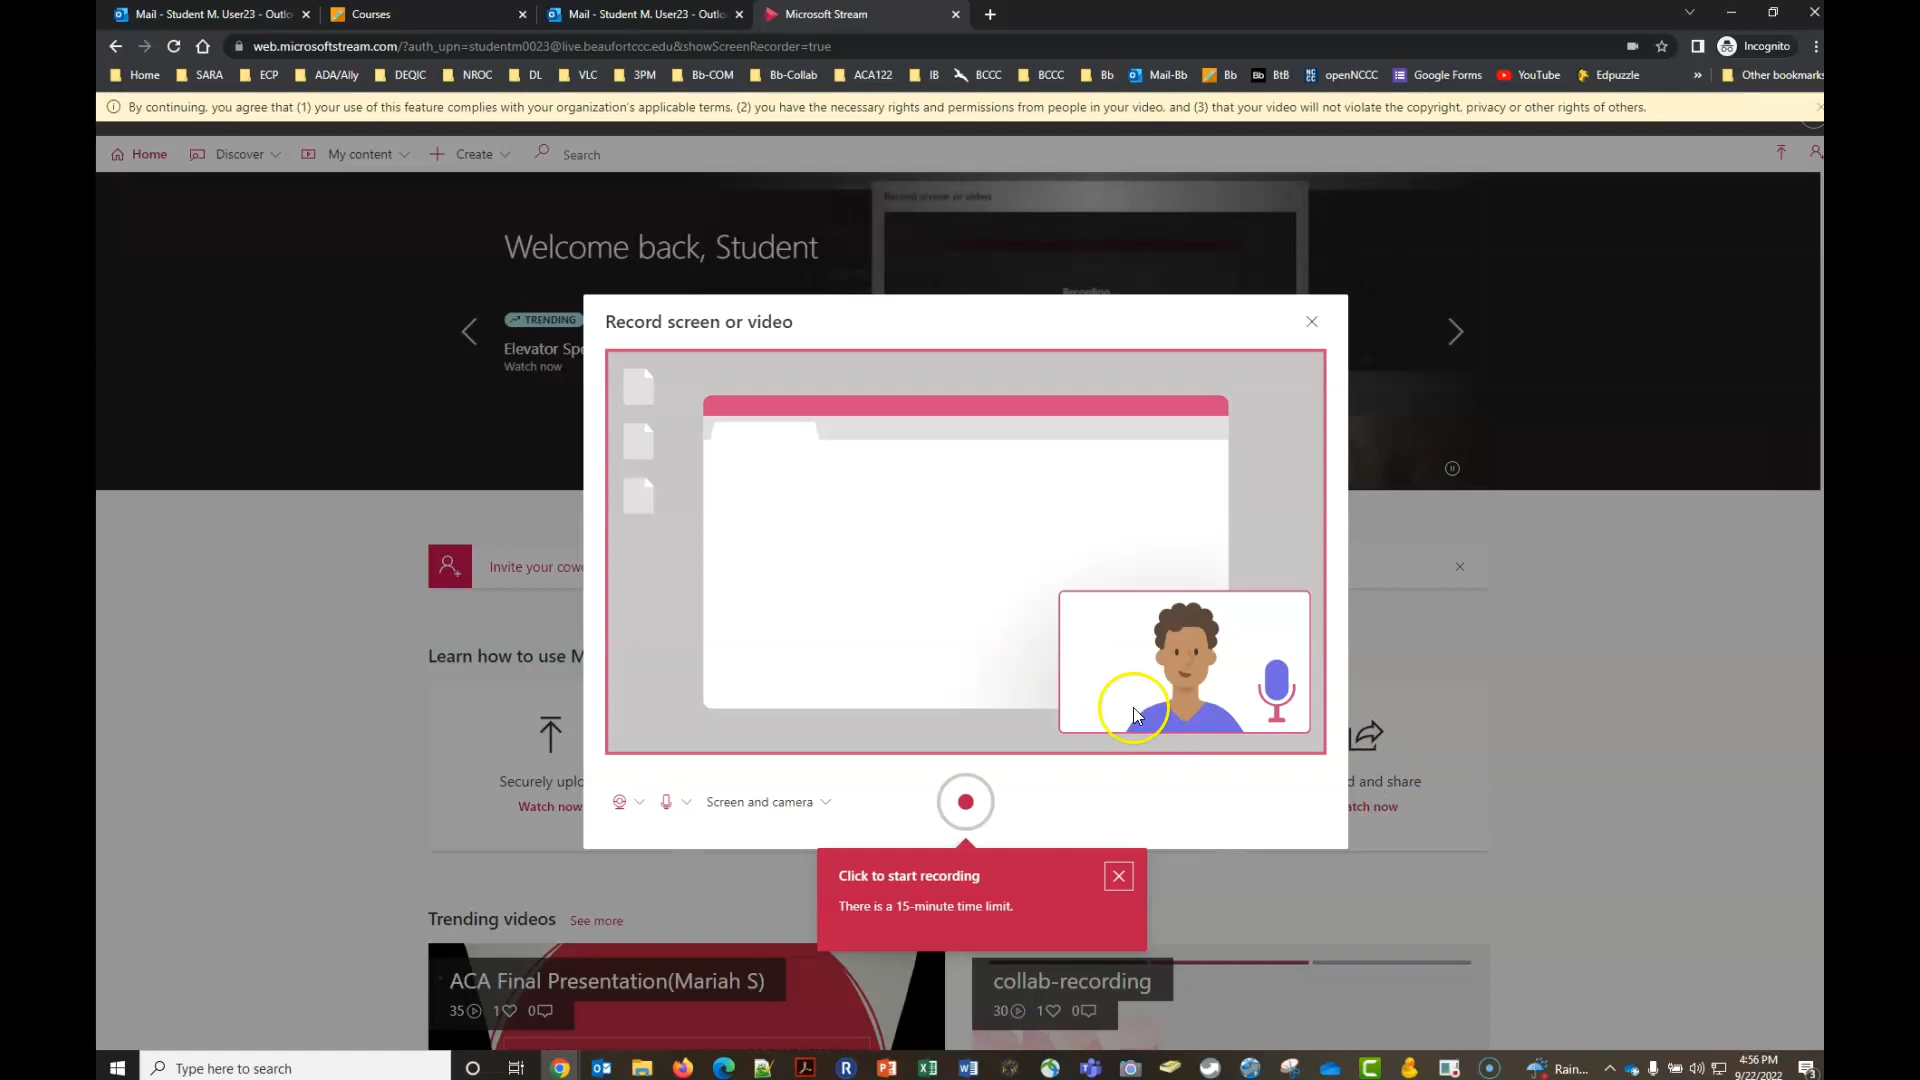 Mail - Student M. User23 - Outlo
Courses
Mail - Student M. User23 - Outlo
Microsoft Stream
web.microsoftstream.com/?auth_upn=studentm0023@live.beaufortccc.edu&showScreenRecorder=true
Incognito
Home SARA ECP ADA/Ally DEQIC NROC DL VLC 3PM Bb-COM Bb-Collab ACA122 IB BCCC BCCC Bb Mail-Bb Bb BtB openNCCC Google Forms YouTube Edpuzzle » Other bookmarks
By continuing, you agree that (1) your use of this feature complies with your organization's applicable terms, (2) you have the necessary rights and permissions from people in your video, and (3) that your video will not violate the copyright, privacy or other rights of others.
Home Discover My content Create Search
Record screen or video
Welcome back, Student
Recording
TRENDING
Elevator Spe
Watch now
Record screen or video
Invite your cowo
Learn how to use M
Securely uplo
Watch now
d and share
atch now
Screen and camera
Click to start recording
There is a 15-minute time limit.
Trending videos See more
ACA Final Presentation(Mariah S)
35 1 0
collab-recording
30 1 0
Type here to search
Rain...
4:56 PM
9/22/2022
3